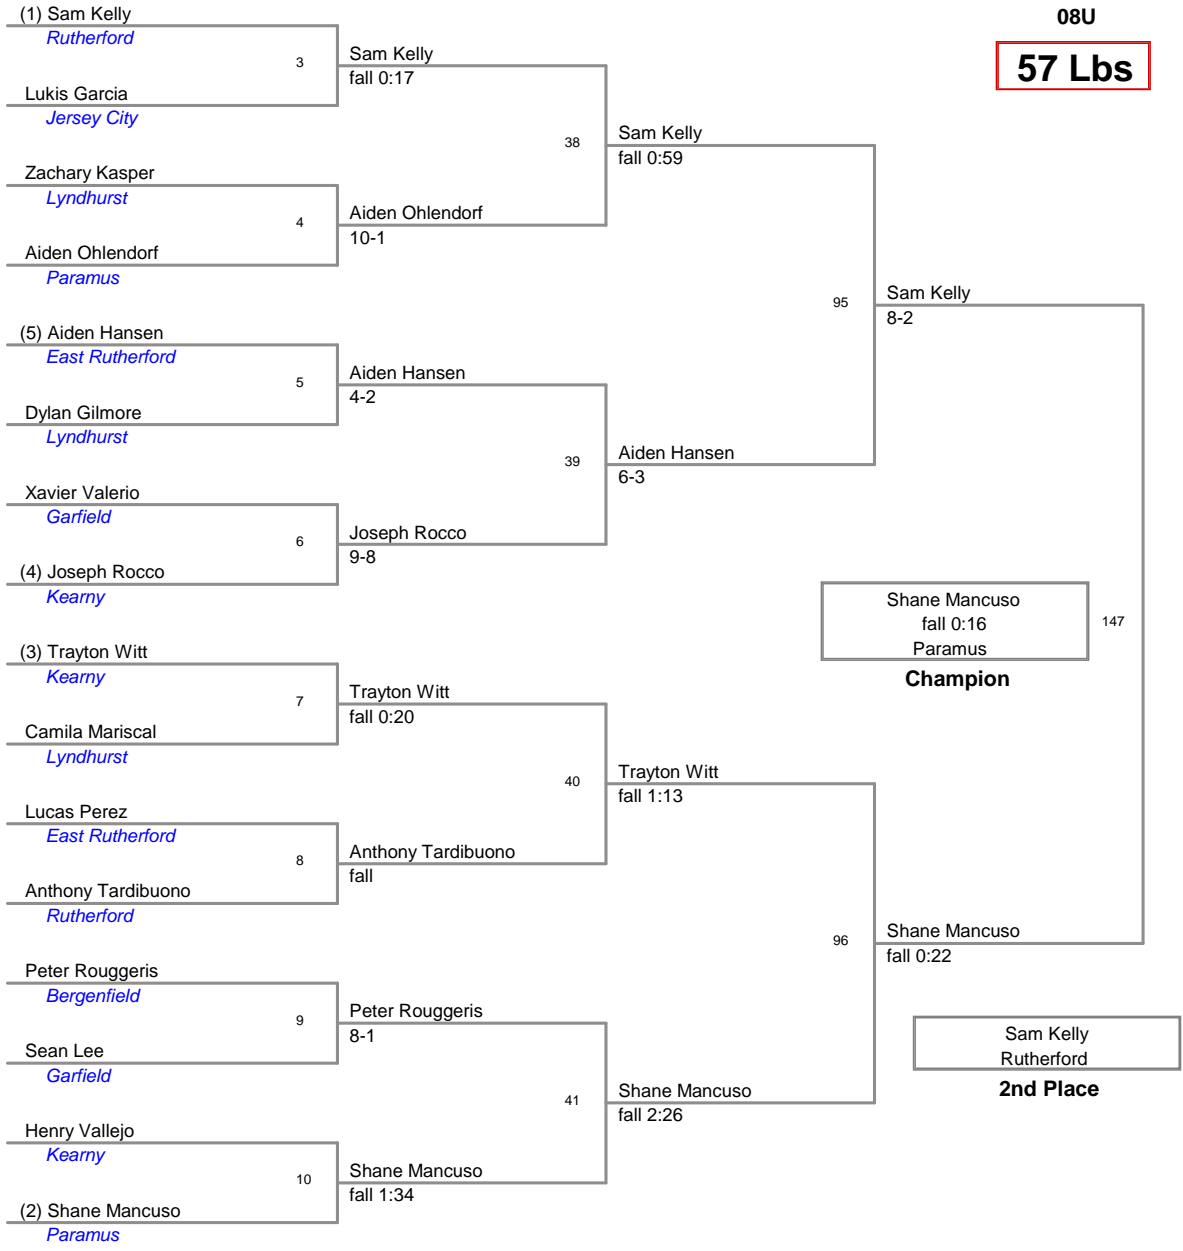 (1) Sam Kelly
08U
Rutherford
Sam Kelly
3
fall 0:17
57 Lbs
Lukis Garcia
Jersey City
Sam Kelly
38
fall 0:59
Zachary Kasper
Lyndhurst
Aiden Ohlendorf
4
10-1
Aiden Ohlendorf
Paramus
Sam Kelly
95
8-2
(5) Aiden Hansen
East Rutherford
Aiden Hansen
5
4-2
Dylan Gilmore
Lyndhurst
Aiden Hansen
39
6-3
Xavier Valerio
Garfield
Joseph Rocco
6
9-8
(4) Joseph Rocco
Kearny
Shane Mancuso
fall 0:16
147
Paramus
Champion
(3) Trayton Witt
Kearny
Trayton Witt
7
fall 0:20
Camila Mariscal
Lyndhurst
Trayton Witt
40
fall 1:13
Lucas Perez
East Rutherford
Anthony Tardibuono
8
fall
Anthony Tardibuono
Rutherford
Shane Mancuso
96
fall 0:22
Peter Rouggeris
Bergenfield
Peter Rouggeris
9
8-1
Sam Kelly
Rutherford
2nd Place
Sean Lee
Garfield
Shane Mancuso
41
fall 2:26
Henry Vallejo
Kearny
Shane Mancuso
10
fall 1:34
(2) Shane Mancuso
Paramus